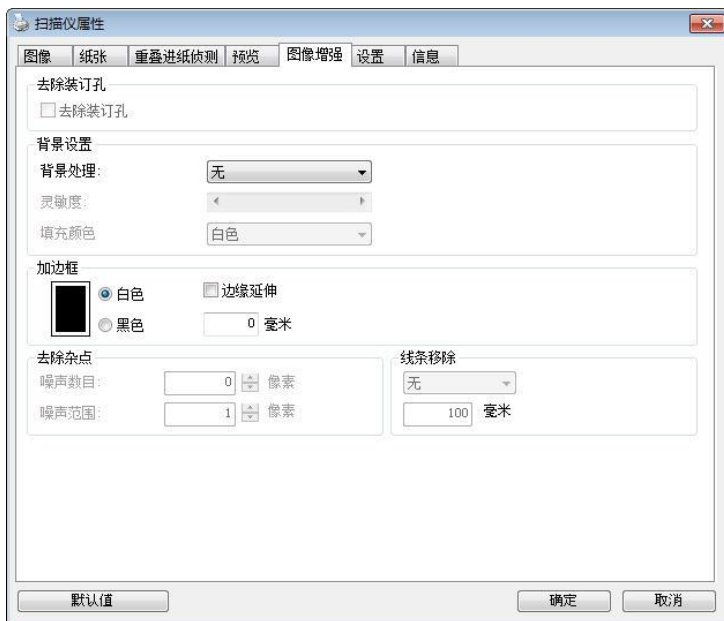 扫描仪属性
图像 纸张 重叠进纸侦测 预览 图像增强 设置 信息
去除装订孔
去除装订孔
背景设置
背景处理: 无
灵敏度:
填充颜色 白色
加边框
白色 边缘延伸
黑色 0 毫米
去除杂点 线条移除
噪声数目: 0 像素 无
噪声范围: 1 像素 100 毫米
默认值 确定 取消